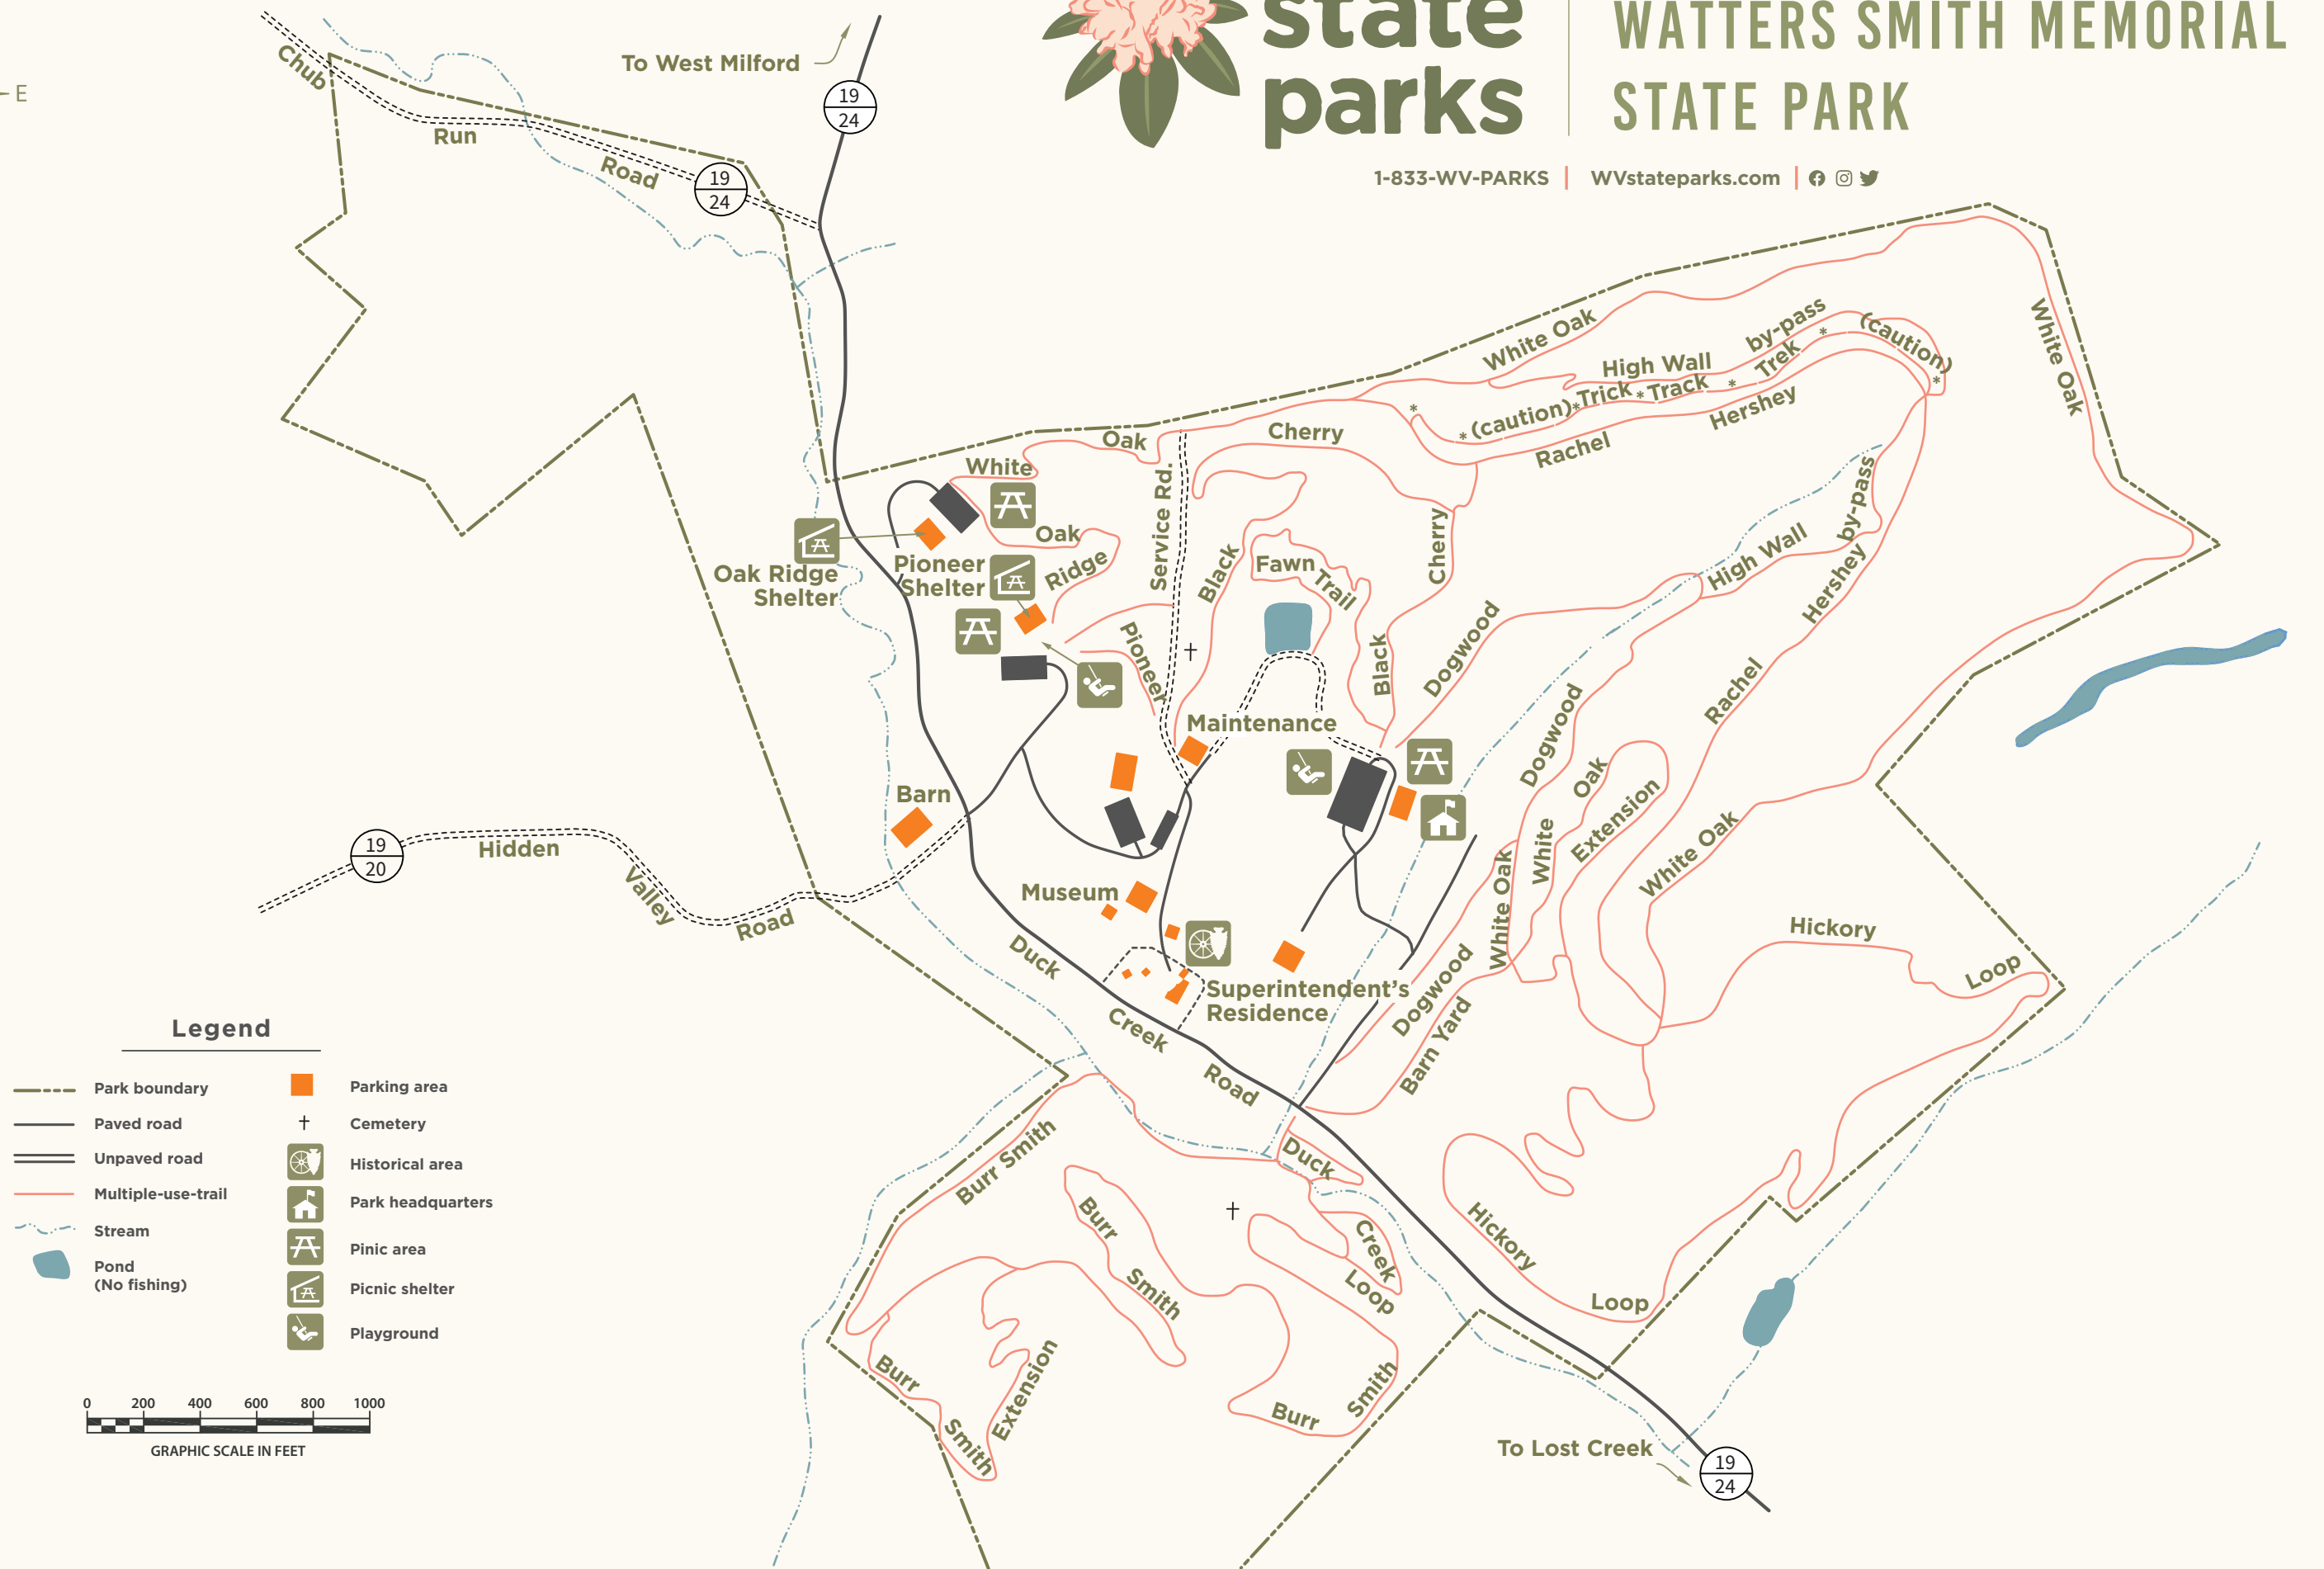 state
parks
WATTERS SMITH MEMORIAL
STATE PARK
1-833-WV-PARKS
WVstateparks.com
E
To West Milford
19
24
Chub
Run
Road
19
24
White Oak
by-pass
(caution)
White Oak
High Wall
Trek
* (caution) * Trick * Track *
Hershey
Rachel
Oak
Cherry
White
Service Rd.
Oak
Ridge
Black
Fawn
Trail
Cherry
by-pass
High Wall
Hershey
Oak Ridge
Shelter
Pioneer
Shelter
Pioneer
Black
Dogwood
Rachel
Maintenance
Dogwood
Oak
Extension
White
White Oak
White Oak
Barn
19
20
Hidden
Valley
Road
Museum
Duck
Creek
Road
Superintendent's
Residence
Dogwood
Barn Yard
Hickory
Loop
Legend
Park boundary
Paved road
Unpaved road
Multiple-use-trail
Stream
Pond
(No fishing)
Parking area
Cemetery
Historical area
Park headquarters
Pinic area
Picnic shelter
Playground
Burr Smith
Duck
Burr
Smith
Creek
Loop
Hickory
Loop
Burr
Smith
Extension
Burr
Smith
0 200 400 600 800 1000
GRAPHIC SCALE IN FEET
To Lost Creek
19
24